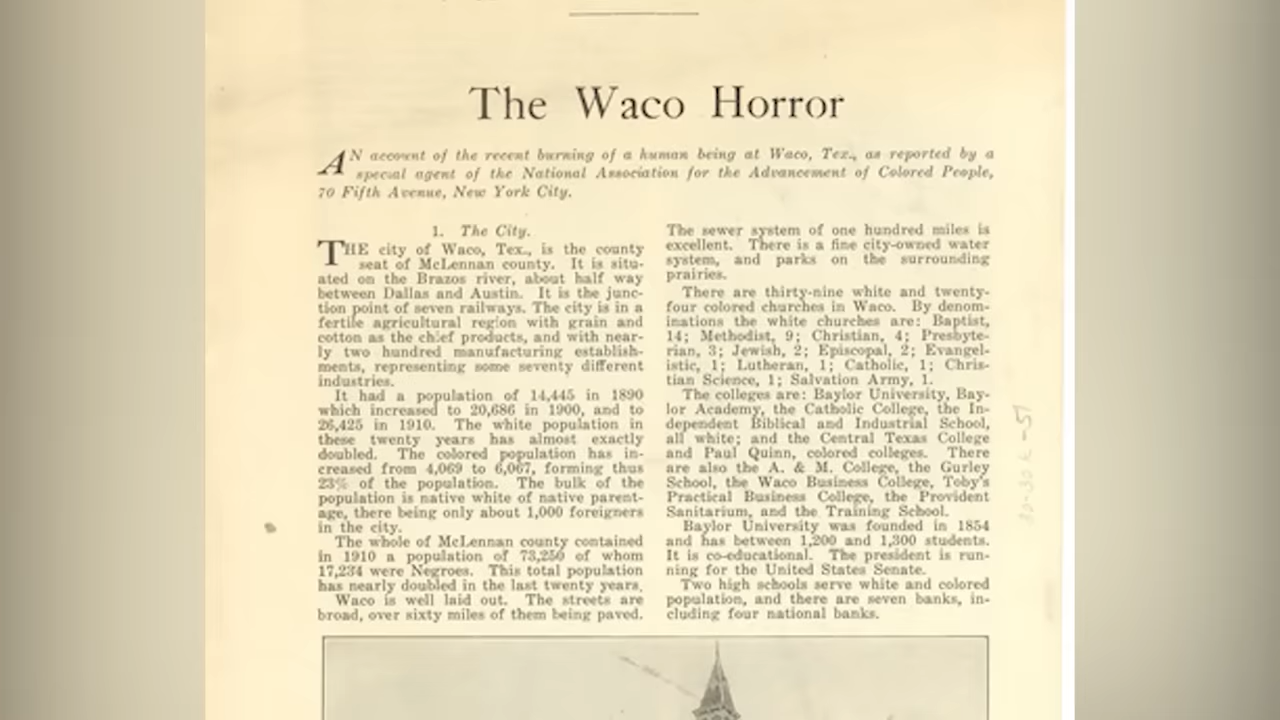 The Waco Horror
AN account of the recent burning of a human being at Waco, Tex., as reported by a
special agent of the National Association for the Advancement of Colored People,
70 Fifth Avenue, New York City.
1. The City.
THE city of Waco, Tex., is the county
seat of McLennan county. It is situ-
ated on the Brazos river, about half way
between Dallas and Austin. It is the junc-
tion point of seven railways. The city is in a
fertile agricultural region with grain and
cotton as the chief products, and with near-
ly two hundred manufacturing establish-
ments, representing some seventy different
industries.
It had a population of 14,445 in 1890
which increased to 20,686 in 1900, and to
26,425 in 1910. The white population in
these twenty years has almost exactly
doubled. The colored population has in-
creased from 4,069 to 6,067, forming thus
23% of the population. The bulk of the
population is native white of native parent-
age, there being only about 1,000 foreigners
in the city.
The whole of McLennan county contained
in 1910 a population of 73,250 of whom
17,234 were Negroes. This total population
has nearly doubled in the last twenty years.
Waco is well laid out. The streets are
broad, over sixty miles of them being paved.
The sewer system of one hundred miles is
excellent. There is a fine city-owned water
system, and parks on the surrounding
prairies.
There are thirty-nine white and twenty-
four colored churches in Waco. By denom-
inations the white churches are: Baptist,
14; Methodist, 9; Christian, 4; Presbyte-
rian, 3; Jewish, 2; Episcopal, 2; Evangel-
istic, 1; Lutheran, 1; Catholic, 1; Chris-
tian Science, 1; Salvation Army, 1.
The colleges are: Baylor University, Bay-
lor Academy, the Catholic College, the In-
dependent Biblical and Industrial School,
all white; and the Central Texas College
and Paul Quinn, colored colleges. There
are also the A. & M. College, the Gurley
School, the Waco Business College, Toby's
Practical Business College, the Provident
Sanitarium, and the Training School.
Baylor University was founded in 1854
and has between 1,200 and 1,300 students.
It is co-educational. The president is run-
ning for the United States Senate.
Two high schools serve white and colored
population, and there are seven banks, in-
cluding four national banks.